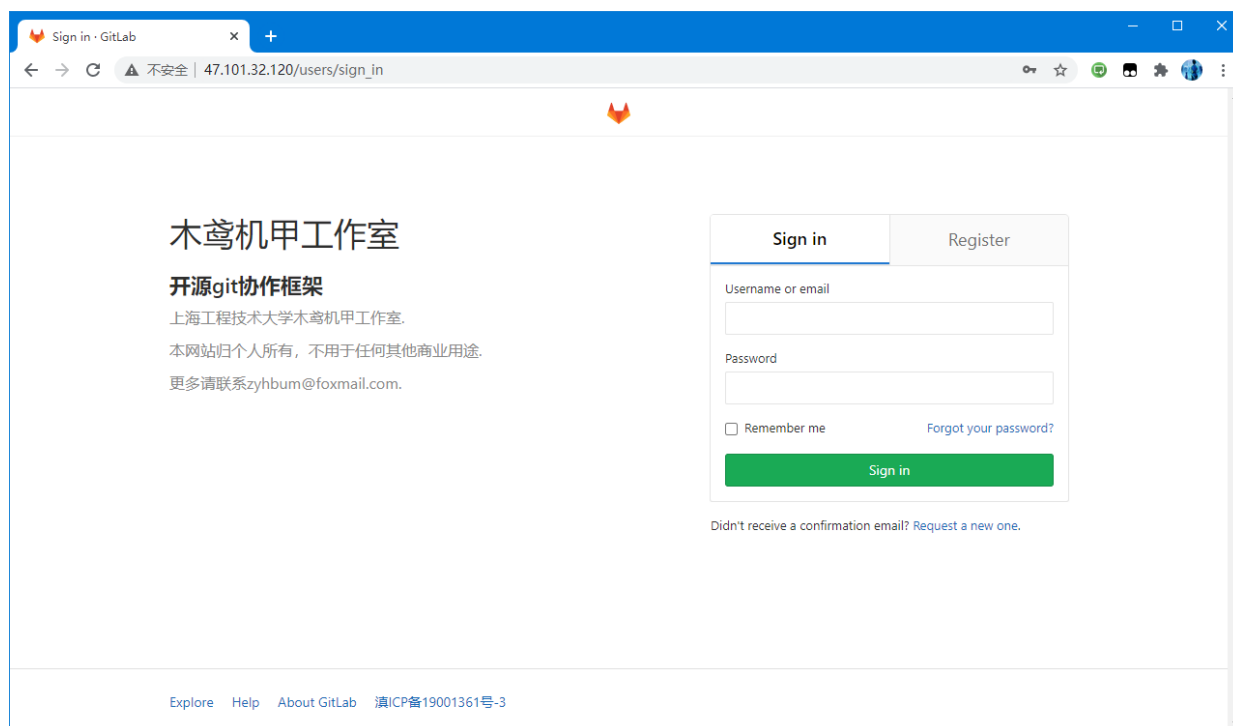 Sign in · GitLab
不安全 | 47.101.32.120/users/sign_in
木鸢机甲工作室
开源git协作框架
上海工程技术大学木鸢机甲工作室.
本网站归个人所有，不用于任何其他商业用途.
更多请联系zyhbum@foxmail.com.
Sign in
Register
Username or email
Password
Remember me
Forgot your password?
Sign in
Didn't receive a confirmation email? Request a new one.
Explore Help About GitLab 滇ICP备19001361号-3